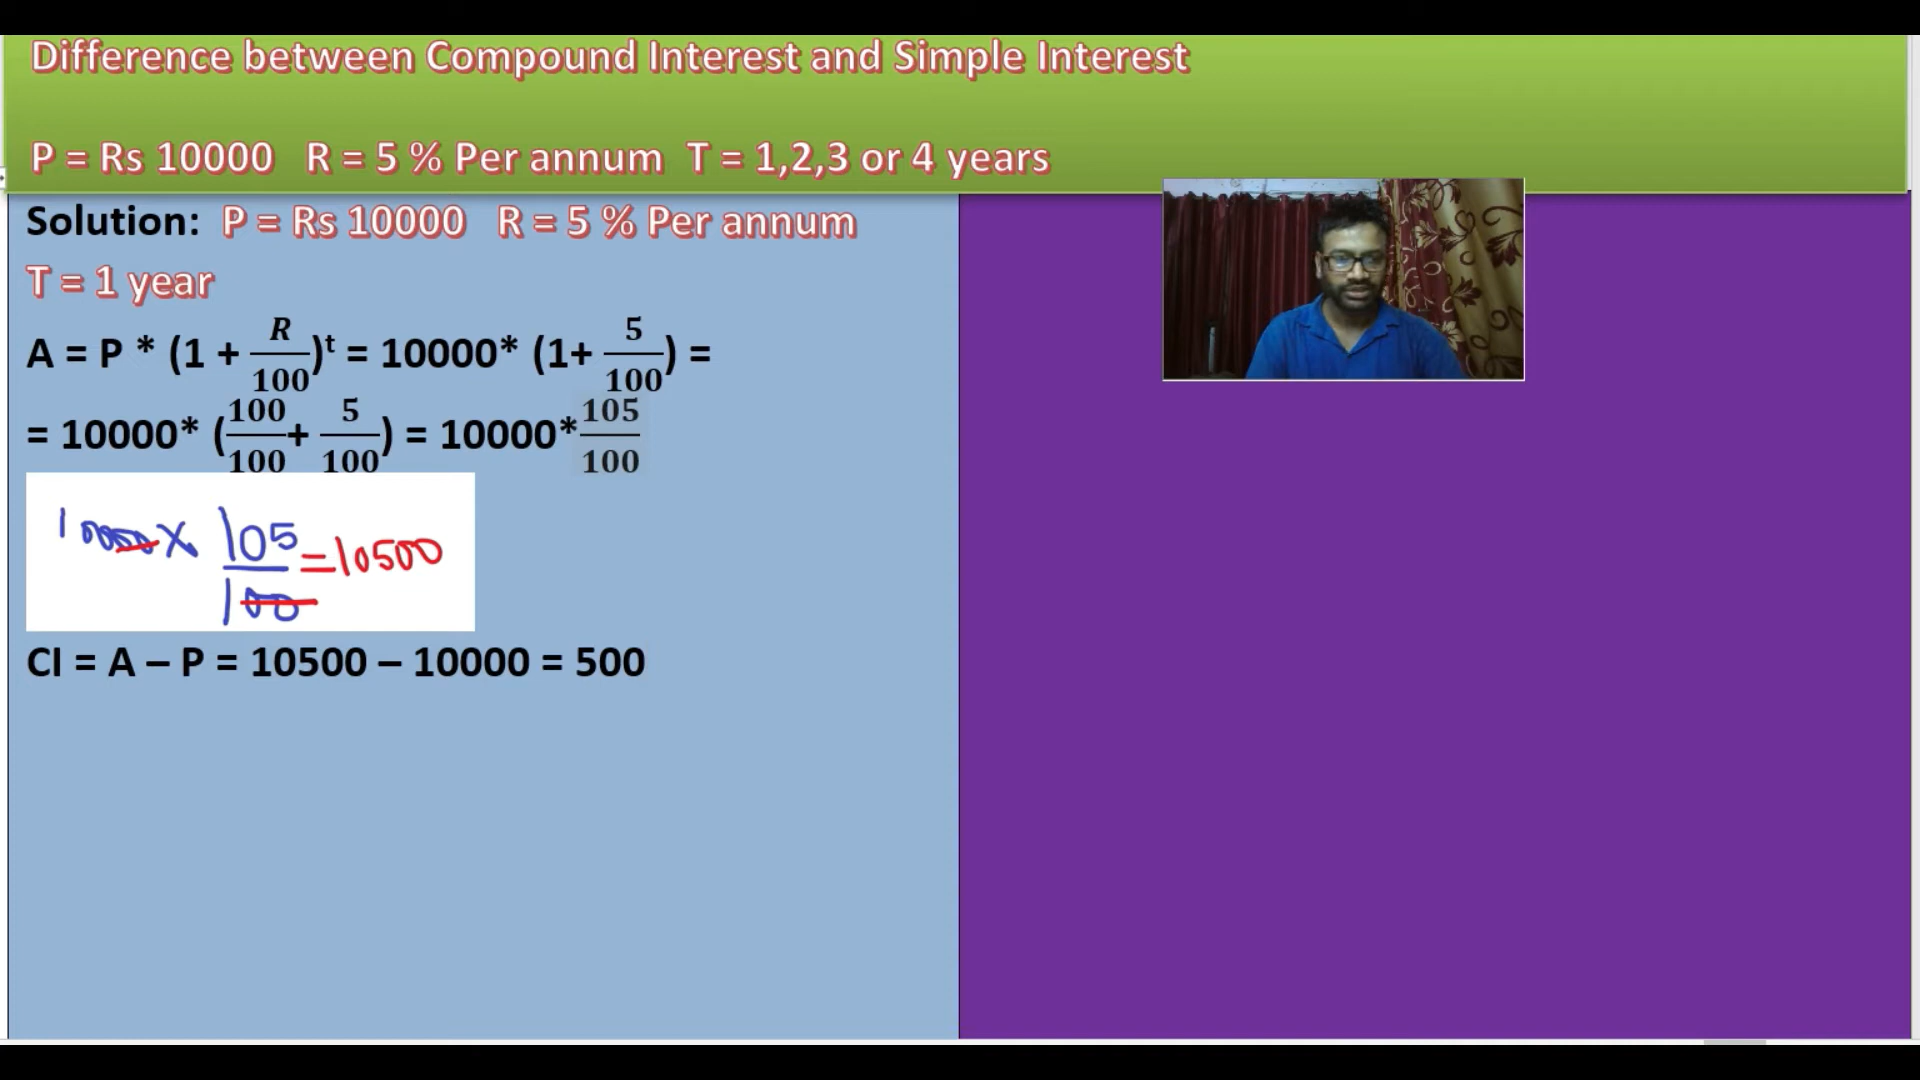 Difference between Compound Interest and Simple Interest
P = Rs 10000 R = 5 % Per annum T = 1,2,3 or 4 years
Solution: P = Rs 10000 R = 5 % Per annum
T = 1 year
A = P * (1 + R/100)^t = 10000* (1+ 5/100) =
= 10000* (100/100+ 5/100) = 10000*105/100
10000 x 105/100 =10500
CI = A – P = 10500 – 10000 = 500